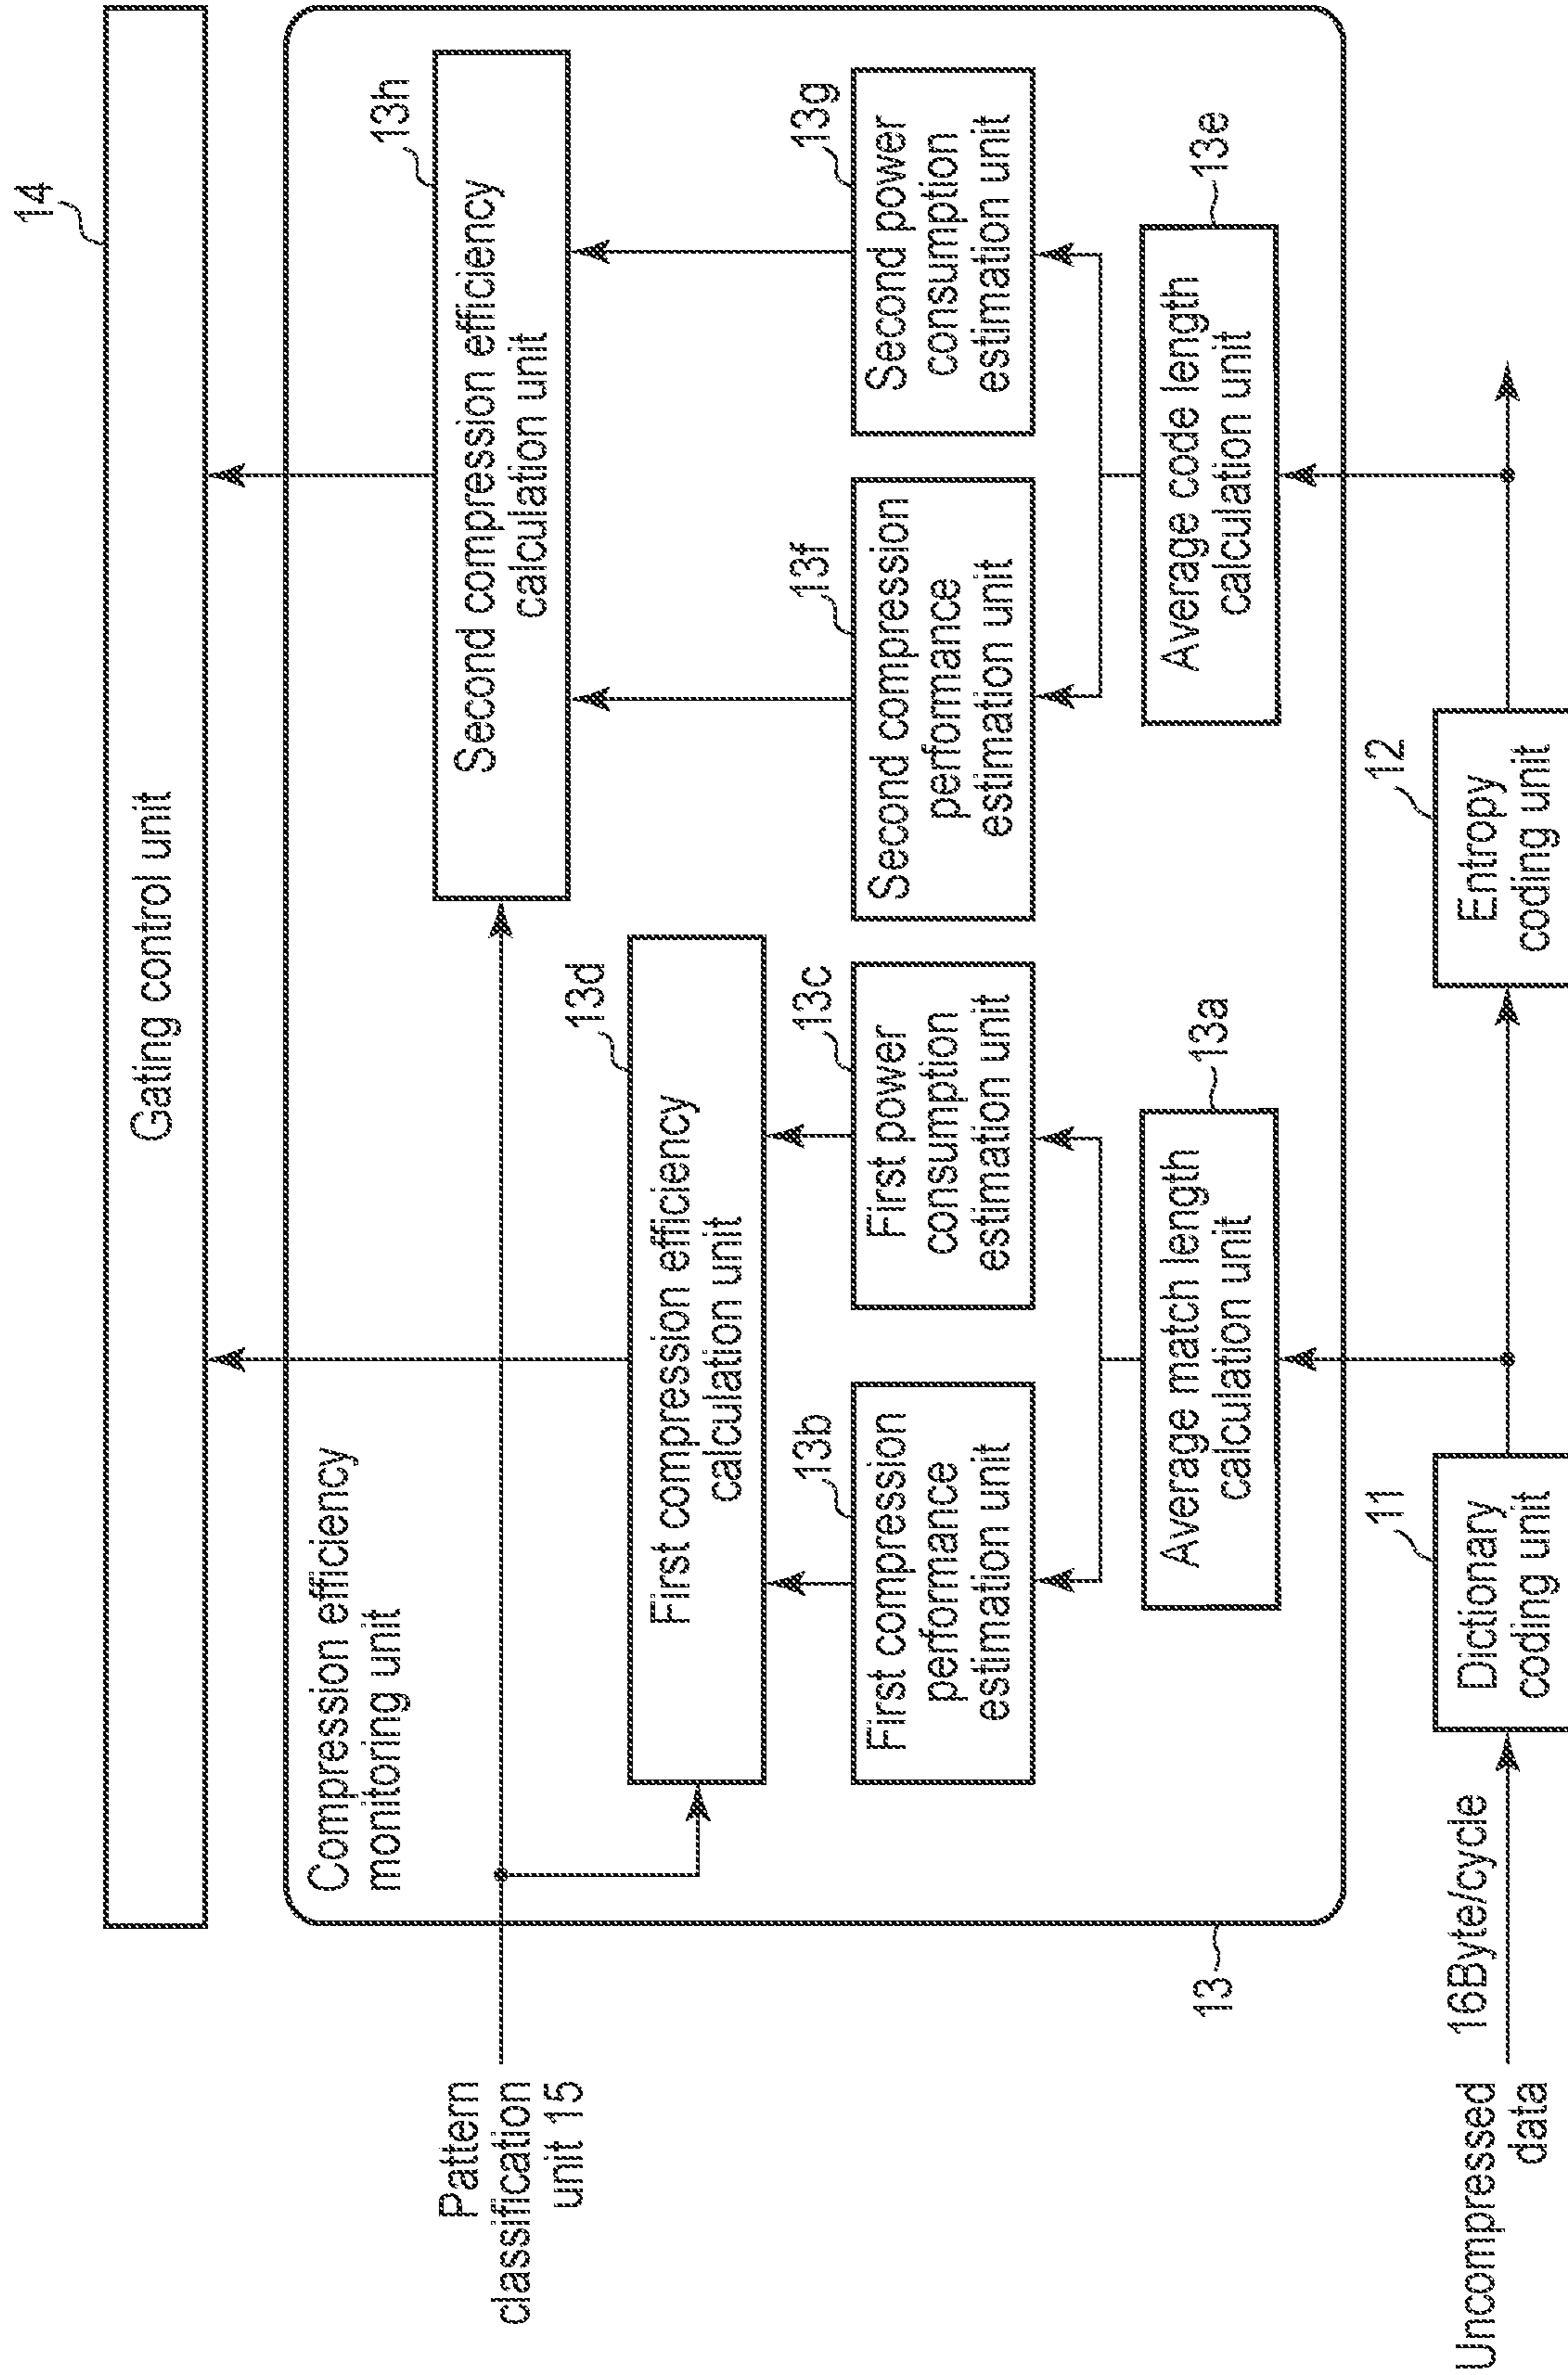 14
Gating control unit
Compression efficiency
monitoring unit
Pattern
classification
unit 15
13h
Second compression efficiency
calculation unit
13d
First compression efficiency
calculation unit
13b
First compression
performance
estimation unit
13c
First power
consumption
estimation unit
13f
Second compression
performance
estimation unit
13g
Second power
consumption
estimation unit
13a
Average match length
calculation unit
13e
Average code length
calculation unit
13
Uncompressed
data
16Byte/cycle
11
Dictionary
coding unit
12
Entropy
coding unit